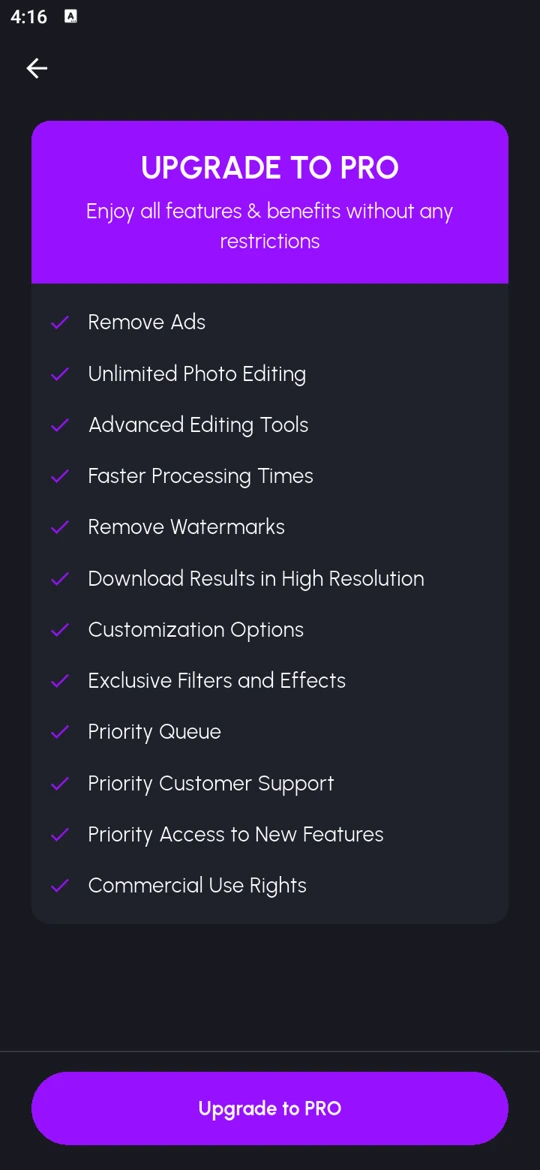 4:16
A
UPGRADE TO PRO
Enjoy all features & benefits without any
restrictions
Remove Ads
Unlimited Photo Editing
Advanced Editing Tools
Faster Processing Times
Remove Watermarks
Download Results in High Resolution
Customization Options
Exclusive Filters and Effects
Priority Queue
Priority Customer Support
Priority Access to New Features
Commercial Use Rights
Upgrade to PRO